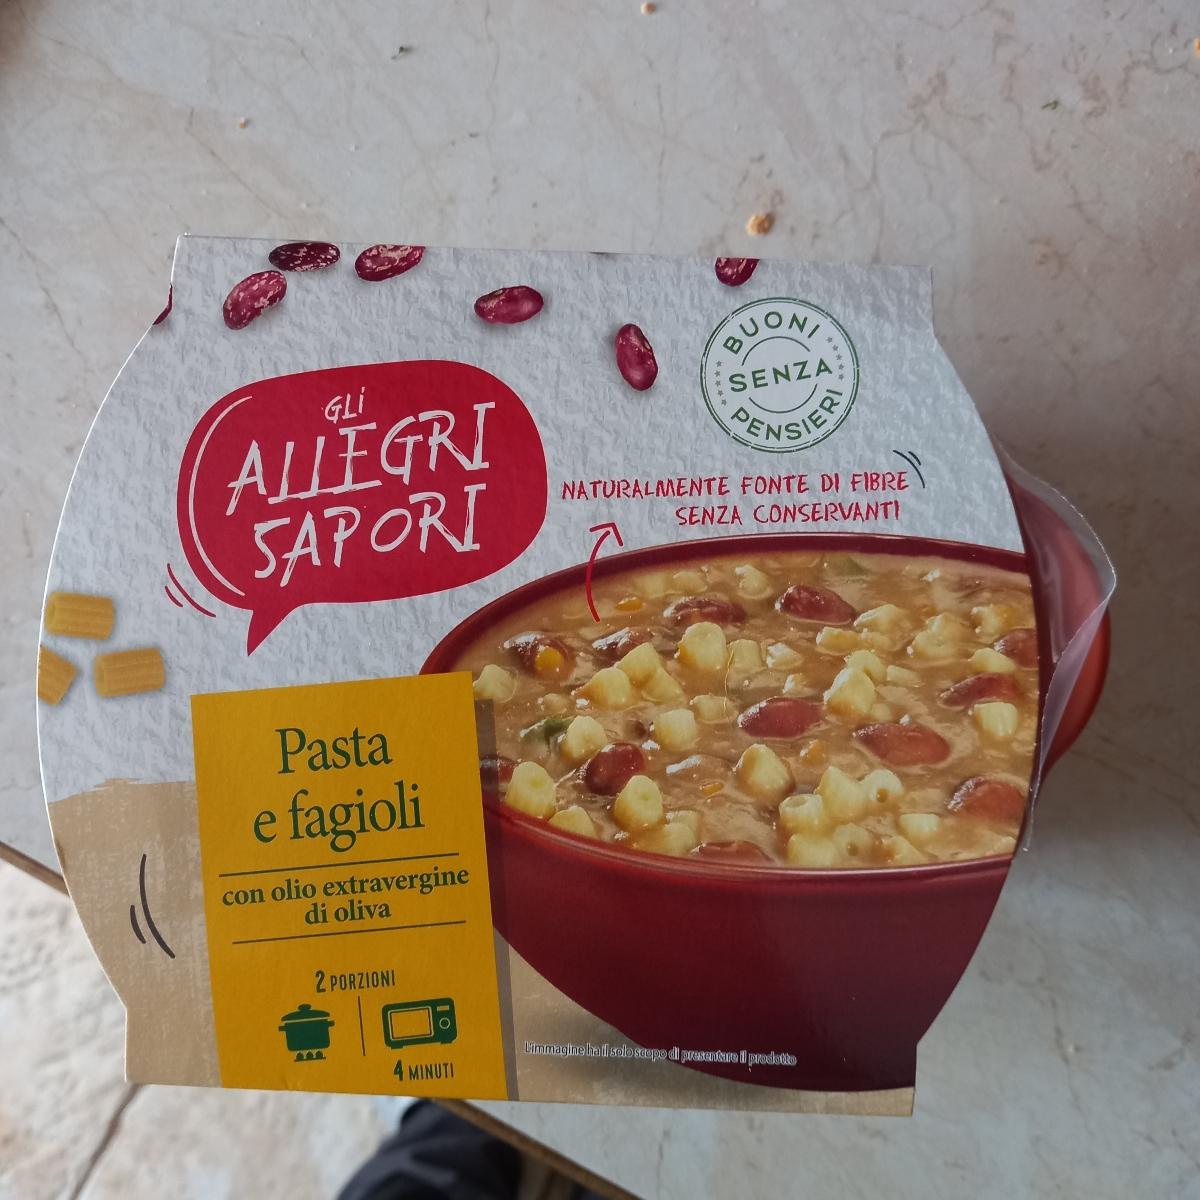 BUONI
SENZA
PENSIERI
GLI
ALLEGRI
SAPORI
NATURALMENTE FONTE DI FIBRE
SENZA CONSERVANTI
Pasta
e fagioli
con olio extravergine
di oliva
2 PORZIONI
4 MINUTI
L'immagine ha il solo scopo di presentare il prodotto